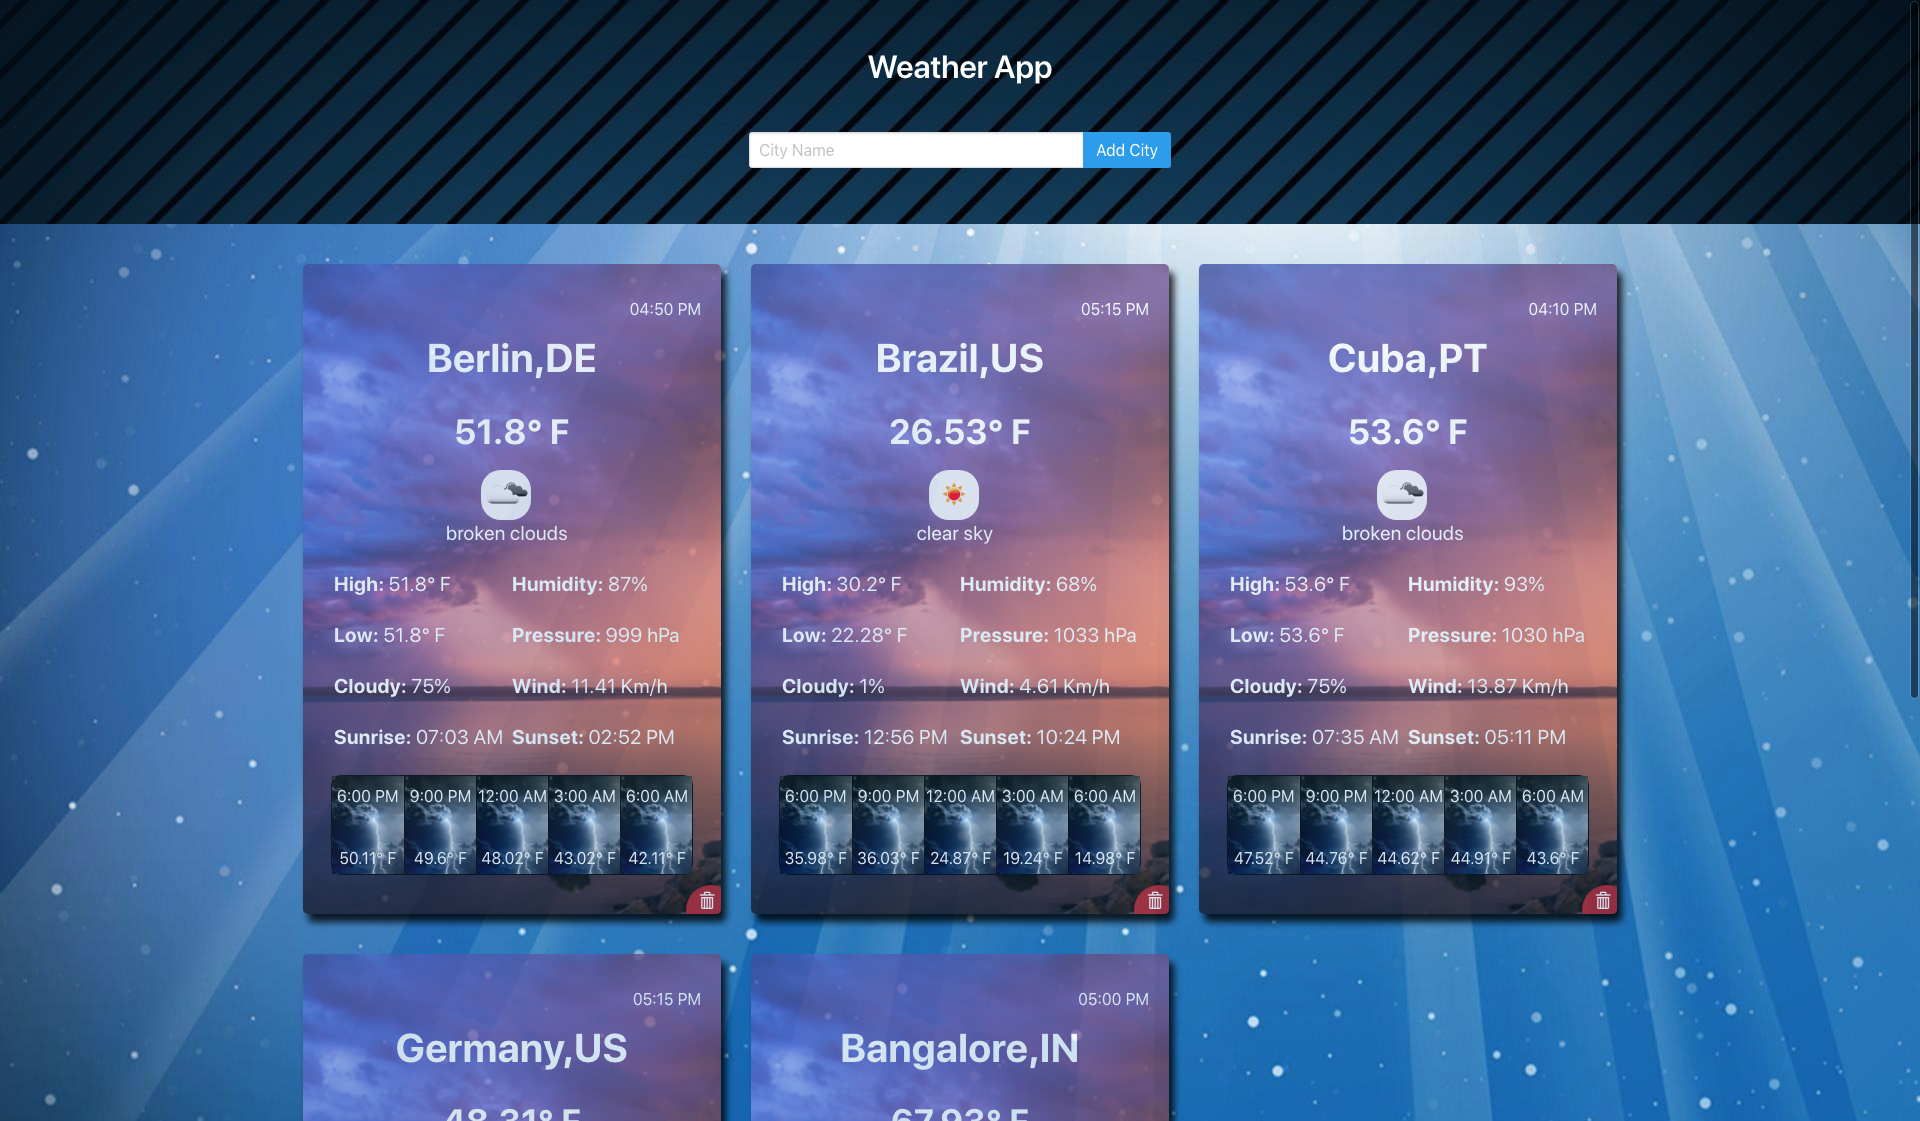 Weather App
City Name
Add City
04:50 PM
Berlin,DE
51.8° F
broken clouds
High: 51.8° F
Humidity: 87%
Low: 51.8° F
Pressure: 999 hPa
Cloudy: 75%
Wind: 11.41 Km/h
Sunrise: 07:03 AM
Sunset: 02:52 PM
6:00 PM 9:00 PM 12:00 AM 3:00 AM 6:00 AM
50.11° F 49.6° F 48.02° F 43.02° F 42.11° F
05:15 PM
Brazil,US
26.53° F
clear sky
High: 30.2° F
Humidity: 68%
Low: 22.28° F
Pressure: 1033 hPa
Cloudy: 1%
Wind: 4.61 Km/h
Sunrise: 12:56 PM
Sunset: 10:24 PM
6:00 PM 9:00 PM 12:00 AM 3:00 AM 6:00 AM
35.98° F 36.03° F 24.87° F 19.24° F 14.98° F
04:10 PM
Cuba,PT
53.6° F
broken clouds
High: 53.6° F
Humidity: 93%
Low: 53.6° F
Pressure: 1030 hPa
Cloudy: 75%
Wind: 13.87 Km/h
Sunrise: 07:35 AM
Sunset: 05:11 PM
6:00 PM 9:00 PM 12:00 AM 3:00 AM 6:00 AM
47.52° F 44.76° F 44.62° F 44.91° F 43.6° F
05:15 PM
Germany,US
48.31° F
05:00 PM
Bangalore,IN
67.93° F